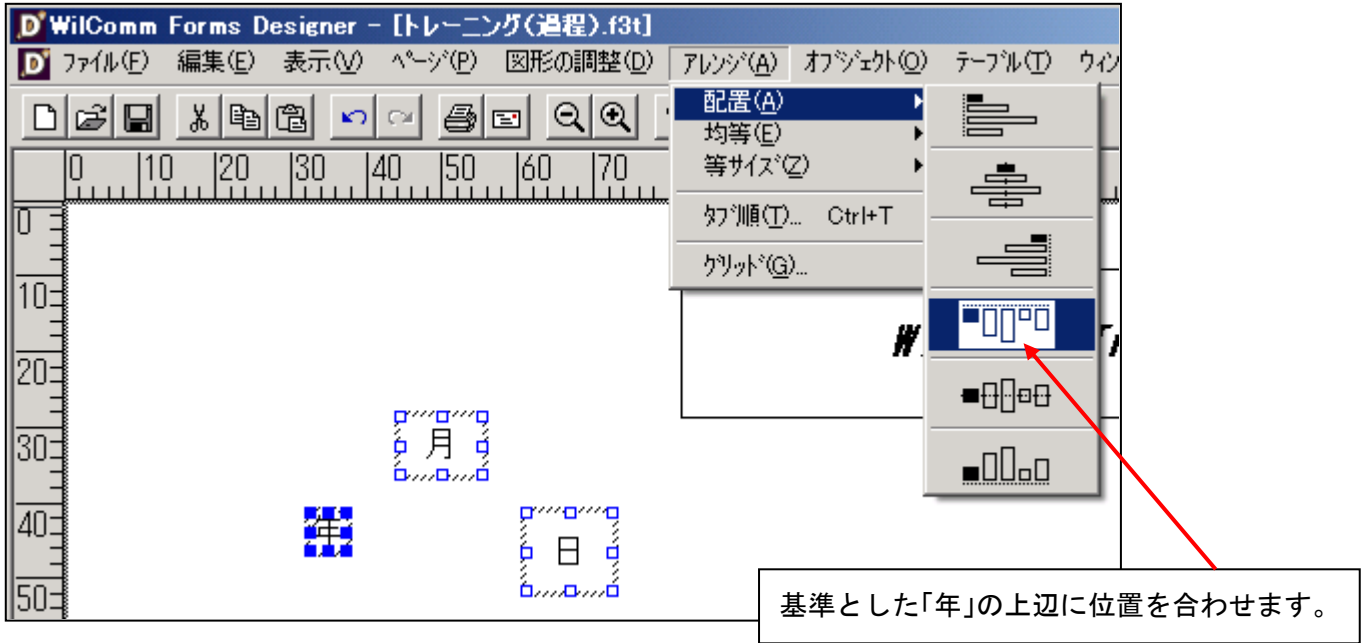 WilComm Forms Designer - [トレーニング(過程).f3t]
ファイル(F) 編集(E) 表示(V) ページ(P) 図形の調整(D) アレンジ(A) オブジェクト(O) テーブル(T) ウィン
配置(A)
均等(E)
等サイズ(Z)
タブ順(T)... Ctrl+T
グリッド(G)...
0 10 20 30 40 50 60 70
0
10
20
30
40
50
W
月
年
日
基準とした「年」の上辺に位置を合わせます。